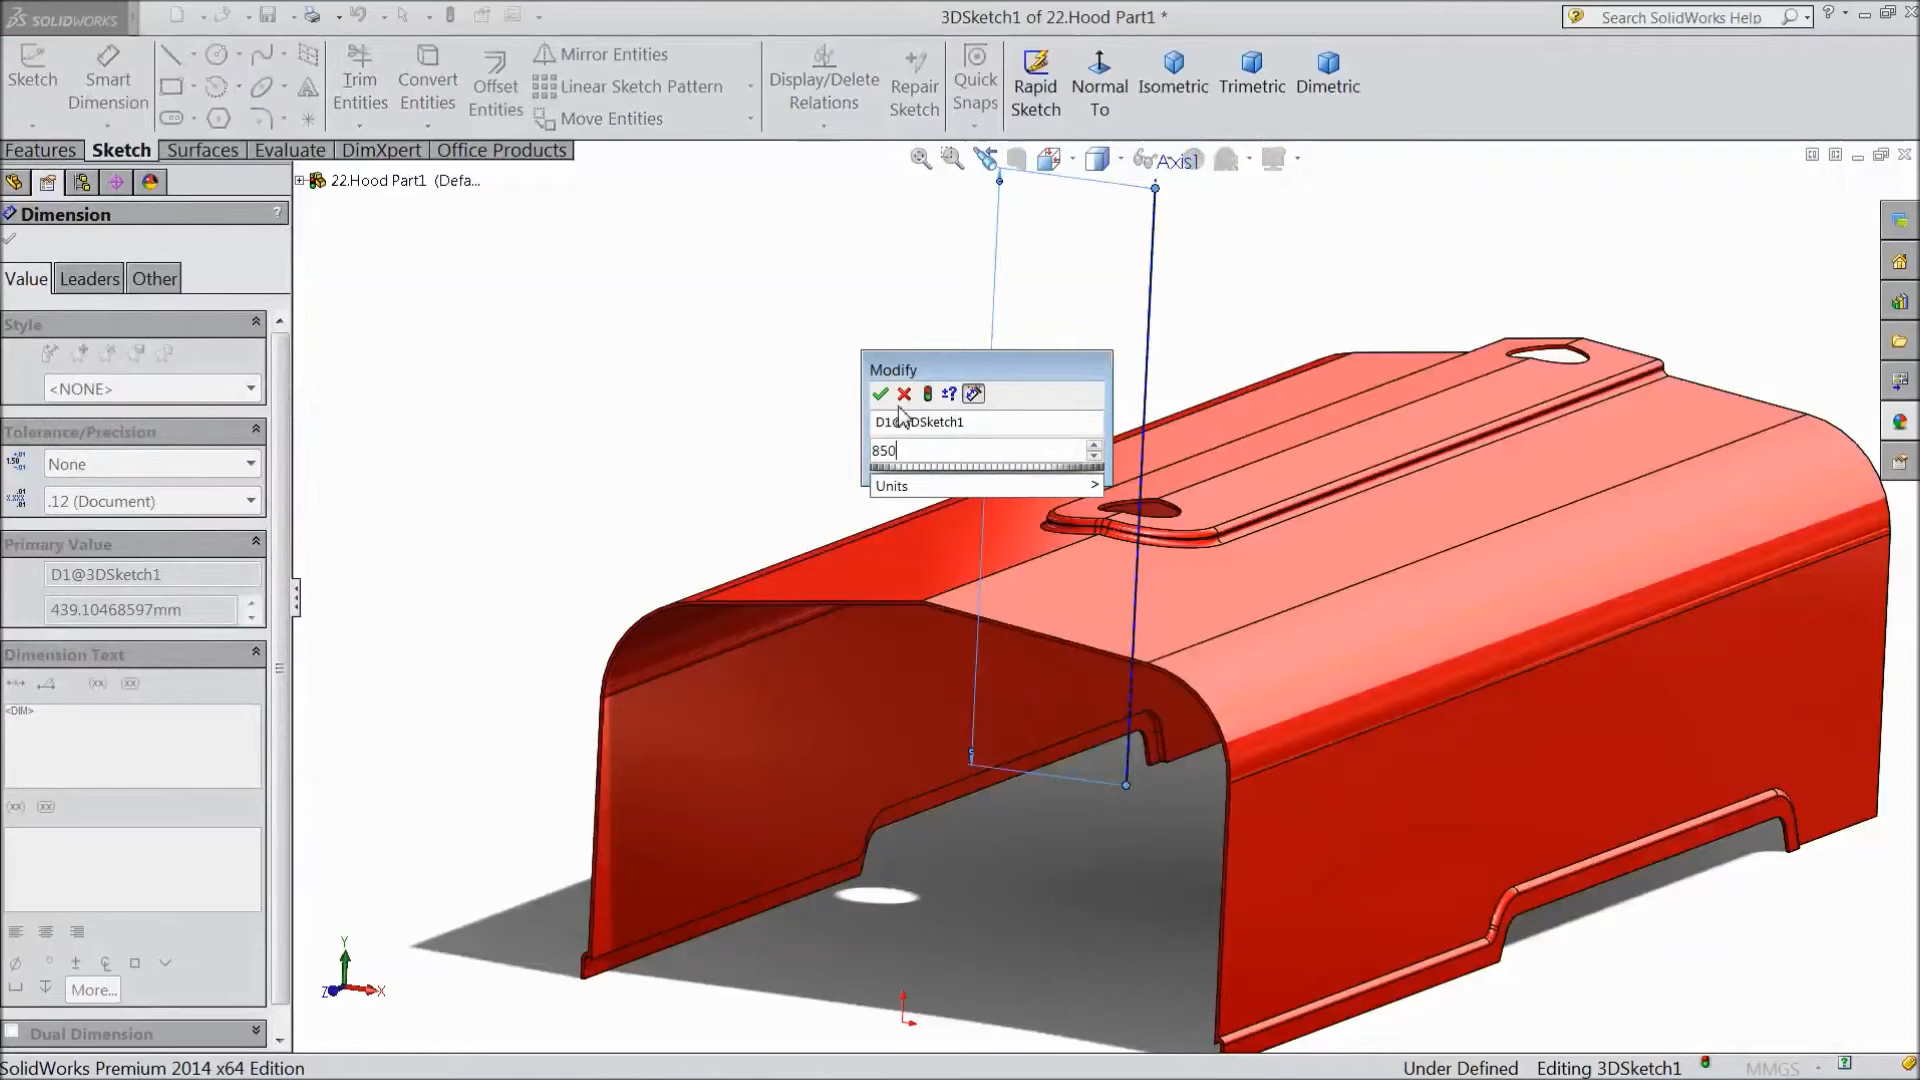 SOLIDWORKS
3DSketch1 of 22.Hood Part1 *
Search SolidWorks Help
Sketch
Smart
Dimension
Trim
Entities
Convert
Entities
Offset
Entities
Mirror Entities
Linear Sketch Pattern
Move Entities
Display/Delete
Relations
Repair
Sketch
Quick
Snaps
Rapid
Sketch
Normal
To
Isometric
Trimetric
Dimetric
Features
Sketch
Surfaces
Evaluate
DimXpert
Office Products
22.Hood Part1 (Defa...
Axis1
Dimension
?
Value
Leaders
Other
Style
<NONE>
Tolerance/Precision
None
.12 (Document)
Primary Value
D1@3DSketch1
439.10468597mm
Dimension Text
<DIM>
More...
Dual Dimension
Modify
850
Units
Y
Z
X
SolidWorks Premium 2014 x64 Edition
Under Defined
Editing 3DSketch1
MMGS